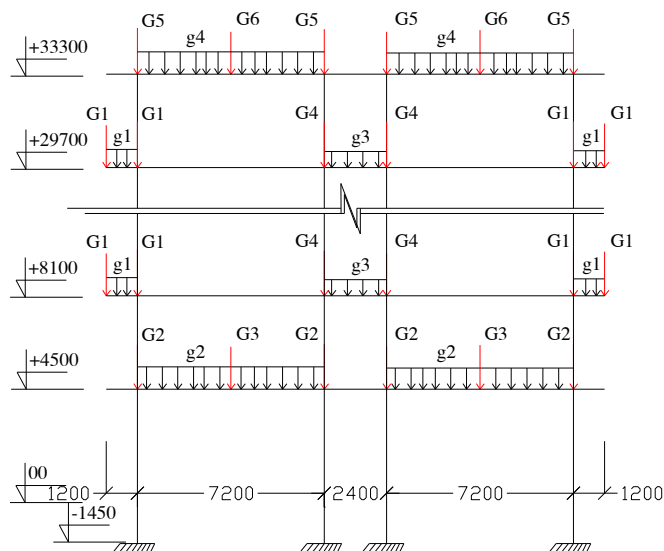 G5 G6 G5 G5 G6 G5
g4 g4
+33300
G1 G1 G4 G4 G1 G1
g1 g3 g1
+29700
G1 G1 G4 G4 G1 G1
g1 g3 g1
+8100
G2 G3 G2 G2 G3 G2
g2 g2
+4500
00
1200 7200 2400 7200 1200
-1450